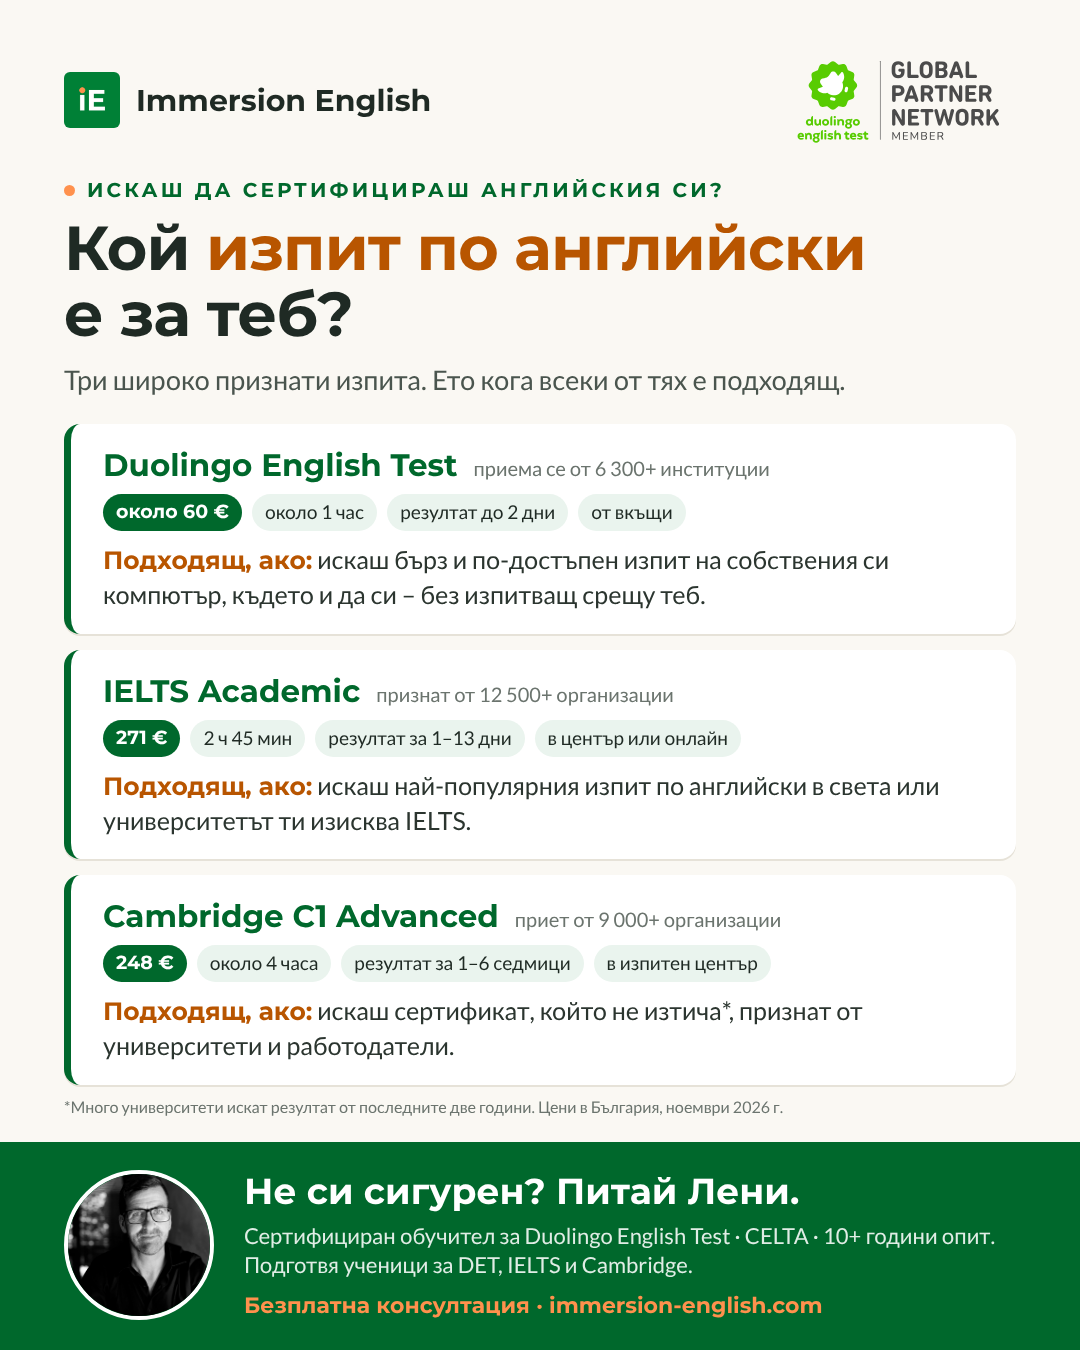 iE Immersion English
duolingo
english test
GLOBAL
PARTNER
NETWORK
MEMBER
ИСКАШ ДА СЕРТИФИЦИРАШ АНГЛИЙСКИЯ СИ?
Кой изпит по английски
е за теб?
Три широко признати изпита. Ето кога всеки от тях е подходящ.
Duolingo English Test приема се от 6 300+ институции
около 60 € около 1 час резултат до 2 дни от вкъщи
Подходящ, ако: искаш бърз и по-достъпен изпит на собствения си
компютър, където и да си – без изпитващ срещу теб.
IELTS Academic признат от 12 500+ организации
271 € 2 ч 45 мин резултат за 1–13 дни в център или онлайн
Подходящ, ако: искаш най-популярния изпит по английски в света или
университетът ти изисква IELTS.
Cambridge C1 Advanced приет от 9 000+ организации
248 € около 4 часа резултат за 1–6 седмици в изпитен център
Подходящ, ако: искаш сертификат, който не изтича*, признат от
университети и работодатели.
*Много университети искат резултат от последните две години. Цени в България, ноември 2026 г.
Не си сигурен? Питай Лени.
Сертифициран обучител за Duolingo English Test · CELTA · 10+ години опит.
Подготвя ученици за DET, IELTS и Cambridge.
Безплатна консултация · immersion-english.com